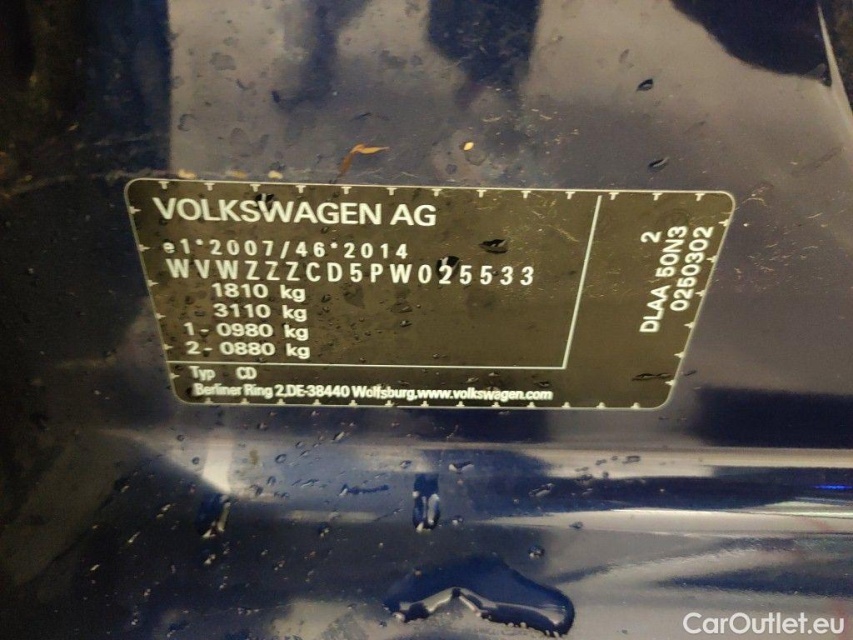 VOLKSWAGEN AG
e1*2007/46*2014
WVWZZZCD5PW025533
1810 kg
3110 kg
1- 0980 kg
2- 0880 kg
Typ CD
Berliner Ring 2,DE-38440 Wolfsburg,www.volkswagen.com
2
DLAA 50N3
0250302
CarOutlet.eu